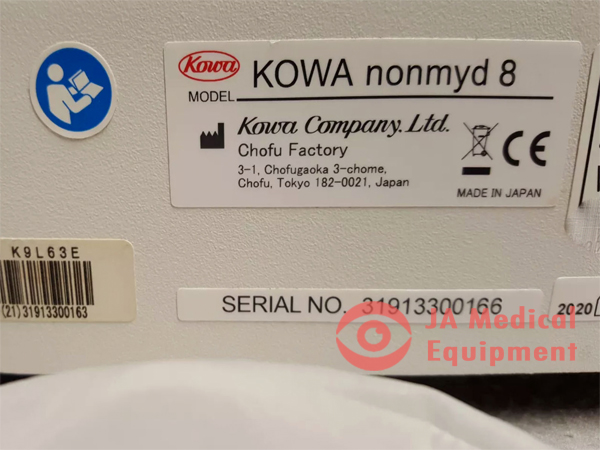 Kowa
MODEL KOWA nonmyd 8
Kowa Company. Ltd.
Chofu Factory
3-1, Chofugaoka 3-chome,
Chofu, Tokyo 182-0021, Japan
CE
MADE IN JAPAN
K9L63E
(21)31913300163
SERIAL NO. 31913300166
2020
JA Medical
Equipment